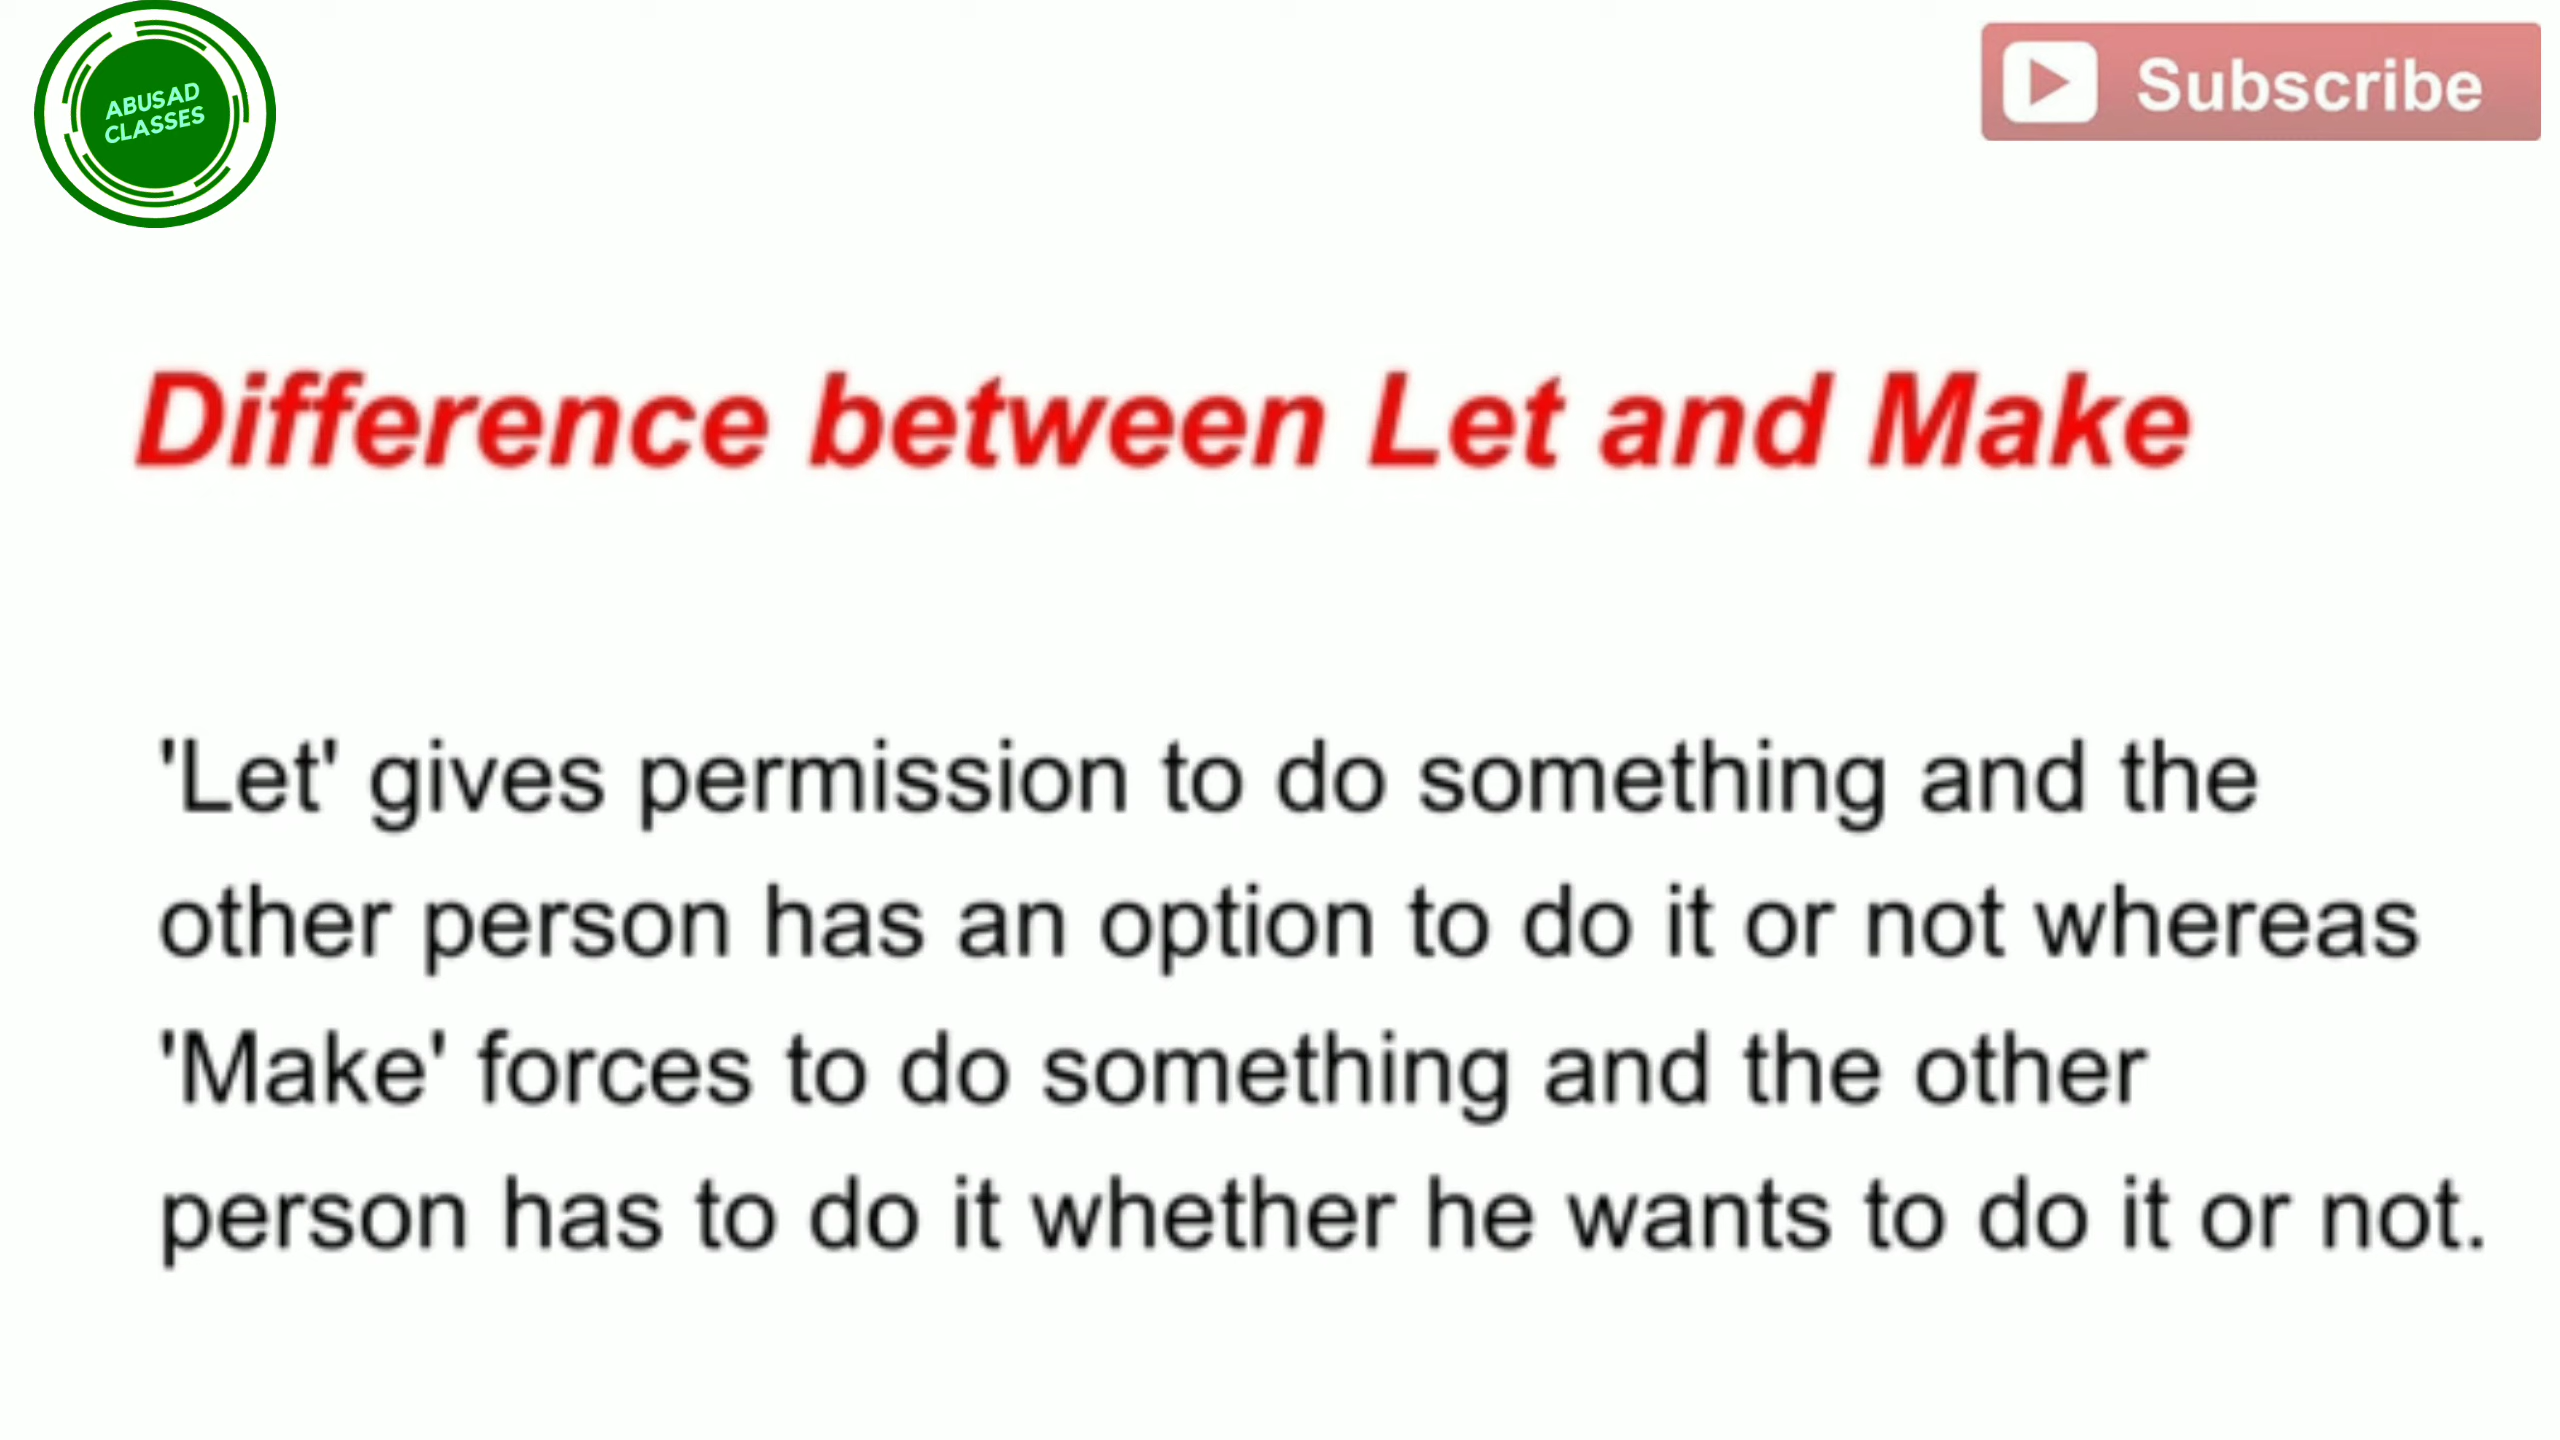 ABUSAD
CLASSES
Subscribe
Difference between Let and Make
'Let' gives permission to do something and the
other person has an option to do it or not whereas
'Make' forces to do something and the other
person has to do it whether he wants to do it or not.